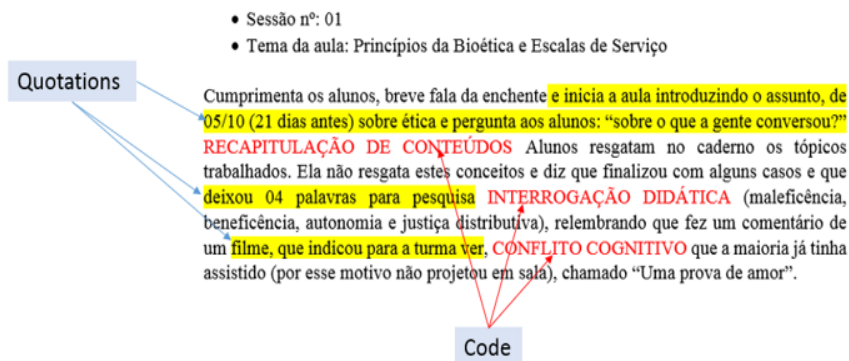 • Sessão nº: 01
• Tema da aula: Princípios da Bioética e Escalas de Serviço
Quotations
Cumprimenta os alunos, breve fala da enchente e inicia a aula introduzindo o assunto, de
05/10 (21 dias antes) sobre ética e pergunta aos alunos: “sobre o que a gente conversou?”
RECAPITULAÇÃO DE CONTEÚDOS Alunos resgatam no caderno os tópicos
trabalhados. Ela não resgata estes conceitos e diz que finalizou com alguns casos e que
deixou 04 palavras para pesquisa INTERROGAÇÃO DIDÁTICA (maleficência,
beneficência, autonomia e justiça distributiva), relembrando que fez um comentário de
um filme, que indicou para a turma ver, CONFLITO COGNITIVO que a maioria já tinha
assistido (por esse motivo não projetou em sala), chamado “Uma prova de amor”.
Code